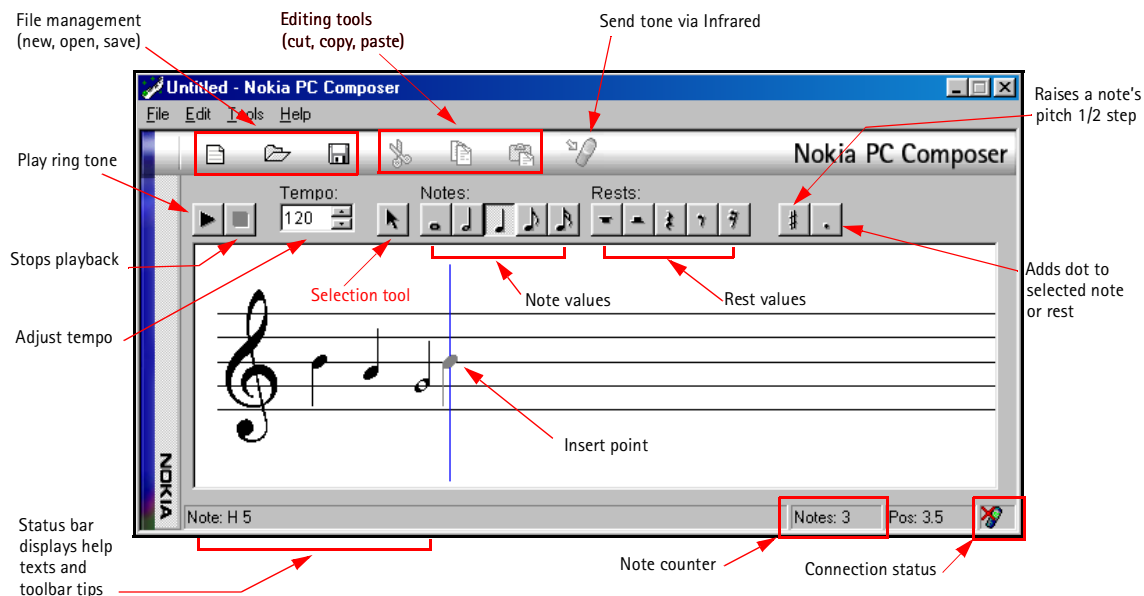 File management
(new, open, save)
Editing tools
(cut, copy, paste)
Send tone via Infrared
Raises a note's
pitch 1/2 step
Untitled - Nokia PC Composer
File Edit Tools Help
Nokia PC Composer
Play ring tone
Tempo:
Notes:
Rests:
120
Stops playback
Selection tool
Note values
Rest values
Adds dot to
selected note
or rest
Adjust tempo
Insert point
NOKIA
Note: H 5
Notes: 3
Pos: 3.5
Status bar
displays help
texts and
toolbar tips
Note counter
Connection status